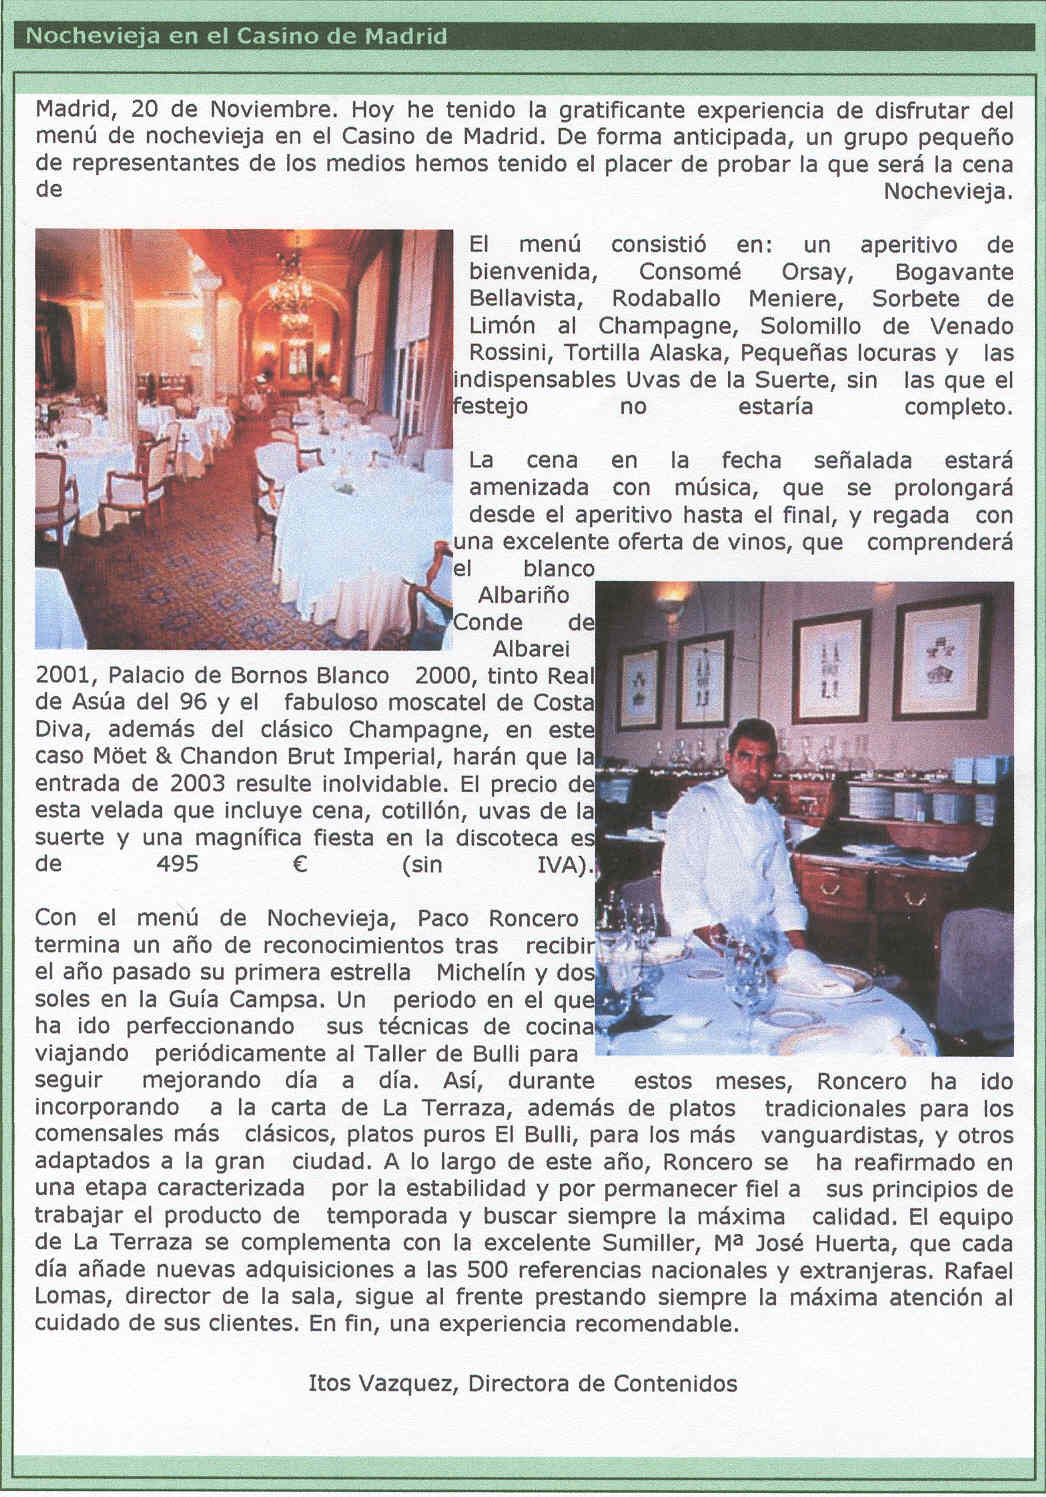 Nochevieja en el Casino de Madrid
Madrid, 20 de Noviembre. Hoy he tenido la gratificante experiencia de disfrutar del
menú de nochevieja en el Casino de Madrid. De forma anticipada, un grupo pequeño
de representantes de los medios hemos tenido el placer de probar la que será la cena
de Nochevieja.
El menú consistió en: un aperitivo de
bienvenida, Consomé Orsay, Bogavante
Bellavista, Rodaballo Meniere, Sorbete de
Limón al Champagne, Solomillo de Venado
Rossini, Tortilla Alaska, Pequeñas locuras y las
indispensables Uvas de la Suerte, sin las que el
festejo no estaría completo.
La cena en la fecha señalada estará
amenizada con música, que se prolongará
desde el aperitivo hasta el final, y regada con
una excelente oferta de vinos, que comprenderá
el blanco
Albariño
Conde de
Albarei
2001, Palacio de Bornos Blanco 2000, tinto Real
de Asúa del 96 y el fabuloso moscatel de Costa
Diva, además del clásico Champagne, en este
caso Möet & Chandon Brut Imperial, harán que la
entrada de 2003 resulte inolvidable. El precio de
esta velada que incluye cena, cotillón, uvas de la
suerte y una magnífica fiesta en la discoteca es
de 495 € (sin IVA).
Con el menú de Nochevieja, Paco Roncero
termina un año de reconocimientos tras recibir
el año pasado su primera estrella Michelín y dos
soles en la Guía Campsa. Un periodo en el que
ha ido perfeccionando sus técnicas de cocina
viajando periódicamente al Taller de Bulli para
seguir mejorando día a día. Así, durante estos meses, Roncero ha ido
incorporando a la carta de La Terraza, además de platos tradicionales para los
comensales más clásicos, platos puros El Bulli, para los más vanguardistas, y otros
adaptados a la gran ciudad. A lo largo de este año, Roncero se ha reafirmado en
una etapa caracterizada por la estabilidad y por permanecer fiel a sus principios de
trabajar el producto de temporada y buscar siempre la máxima calidad. El equipo
de La Terraza se complementa con la excelente Sumiller, Mª José Huerta, que cada
día añade nuevas adquisiciones a las 500 referencias nacionales y extranjeras. Rafael
Lomas, director de la sala, sigue al frente prestando siempre la máxima atención al
cuidado de sus clientes. En fin, una experiencia recomendable.
Itos Vazquez, Directora de Contenidos